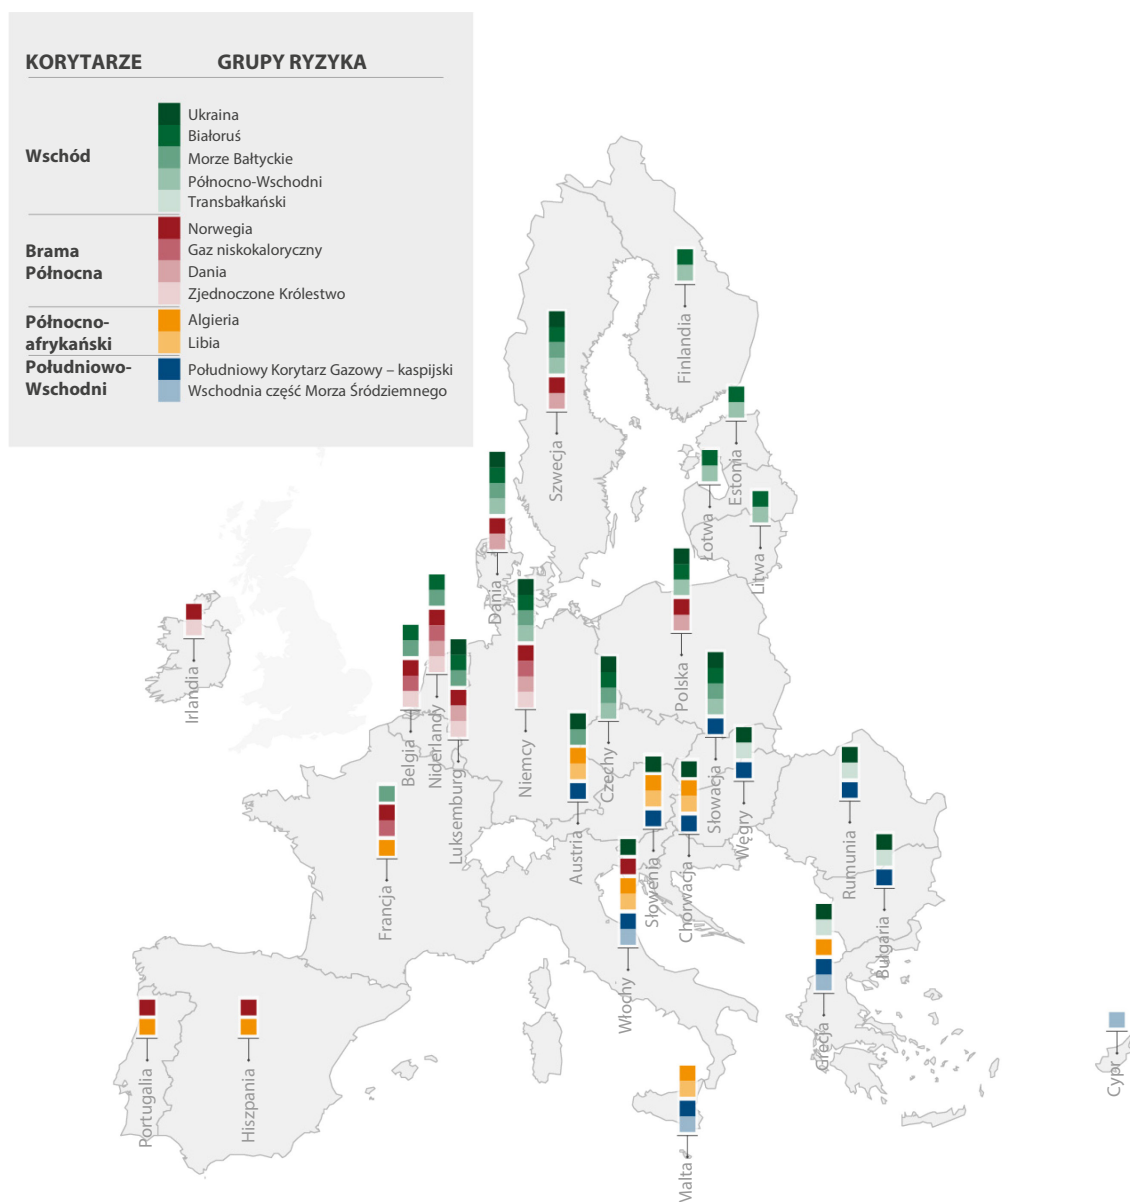 KORYTARZE GRUPY RYZYKA
Wschód
Ukraina
Białoruś
Morze Bałtyckie
Północno-Wschodni
Transbałkański
Brama
Północna
Norwegia
Gaz niskokaloryczny
Dania
Zjednoczone Królestwo
Północno-
afrykański
Algieria
Libia
Południowo-
Wschodni
Południowy Korytarz Gazowy – kaspijski
Wschodnia część Morza Śródziemnego
Finlandia
Szwecja
Estonia
Łotwa
Litwa
Dania
Irlandia
Polska
Belgia
Niderlandy
Luksemburg
Niemcy
Czechy
Słowacja
Węgry
Austria
Słowenia
Chorwacja
Rumunia
Bułgaria
Francja
Włochy
Grecja
Portugalia
Hiszpania
Malta
Cypr